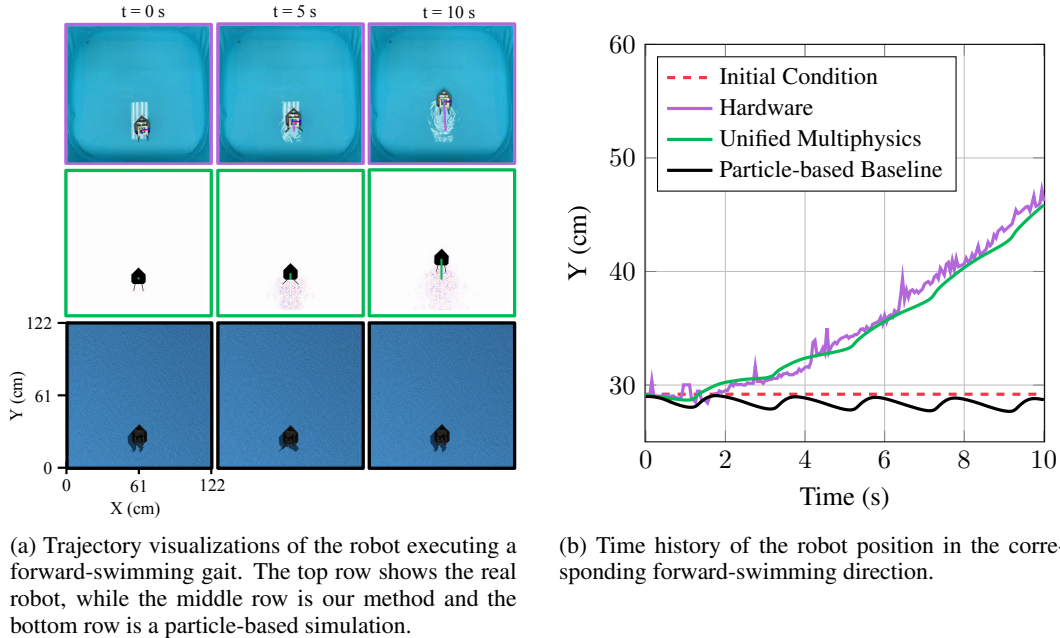 t = 0 s
t = 5 s
t = 10 s
122
61
0
Y (cm)
0
61
122
X (cm)
(a) Trajectory visualizations of the robot executing a
forward-swimming gait. The top row shows the real
robot, while the middle row is our method and the
bottom row is a particle-based simulation.
60
50
40
30
Y (cm)
Initial Condition
Hardware
Unified Multiphysics
Particle-based Baseline
0
2
4
6
8
10
Time (s)
(b) Time history of the robot position in the corre-
sponding forward-swimming direction.